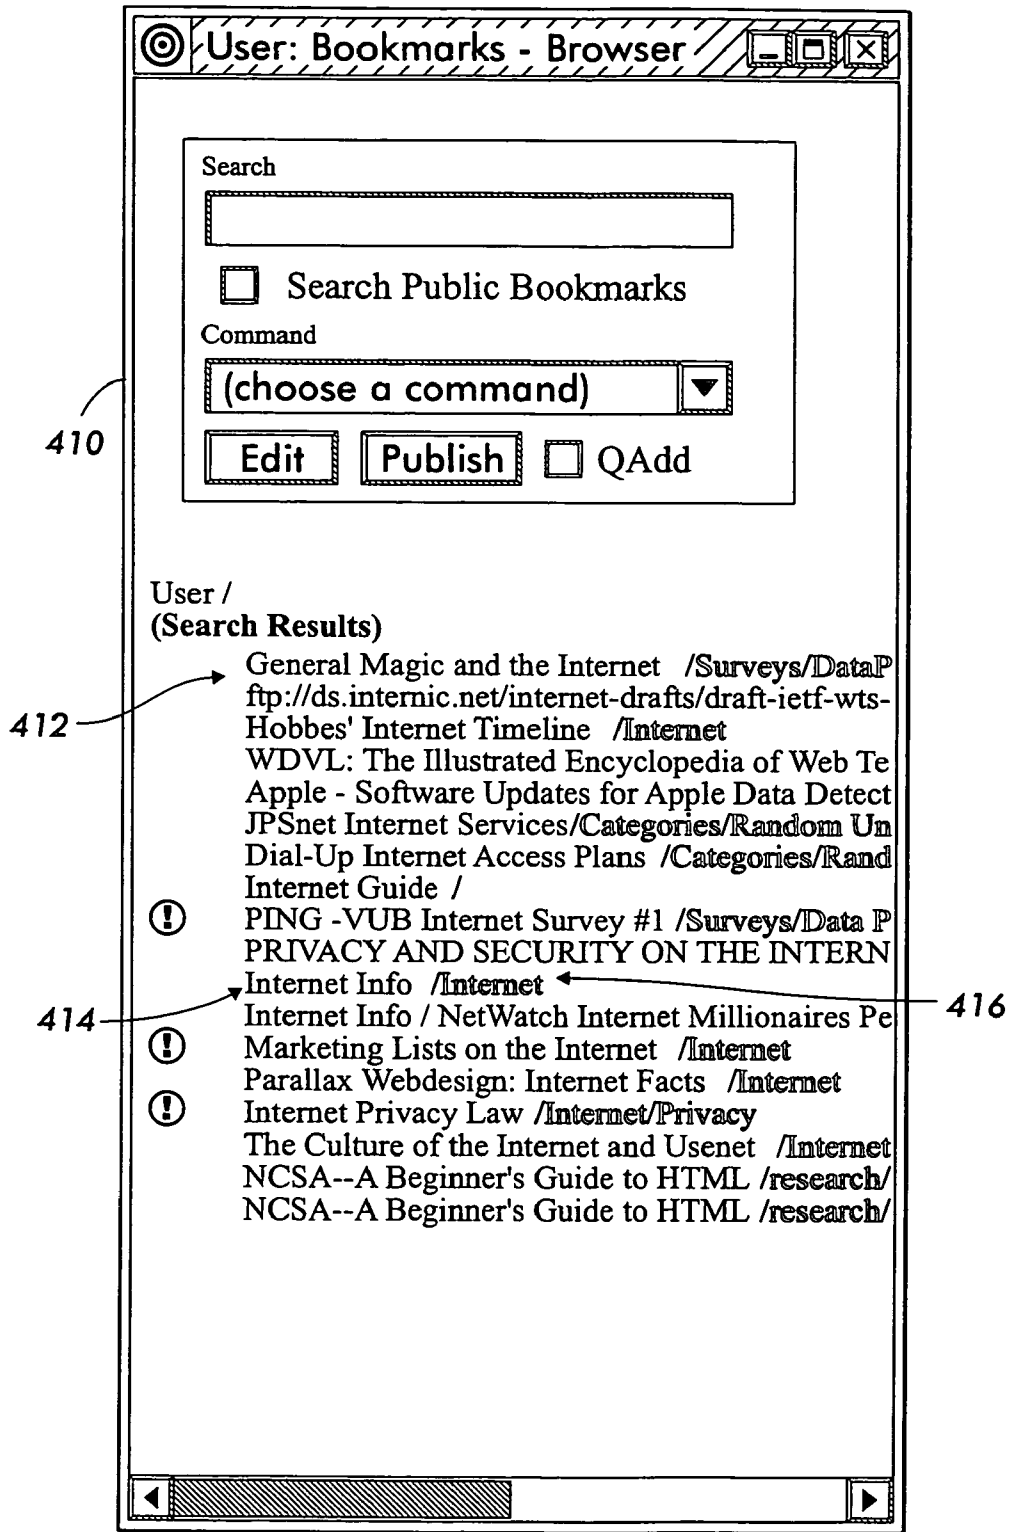 User: Bookmarks - Browser
Search
Search Public Bookmarks
Command
(choose a command)
410
Edit Publish QAdd
User /
(Search Results)
General Magic and the Internet /Surveys/DataP
ftp://ds.internic.net/internet-drafts/draft-ietf-wts-
412
Hobbes' Internet Timeline /Internet
WDVL: The Illustrated Encyclopedia of Web Te
Apple - Software Updates for Apple Data Detect
JPSnet Internet Services/Categories/Random Un
Dial-Up Internet Access Plans /Categories/Rand
Internet Guide /
! PING -VUB Internet Survey #1 /Surveys/Data P
PRIVACY AND SECURITY ON THE INTERN
Internet Info /Internet
416
414
Internet Info / NetWatch Internet Millionaires Pe
! Marketing Lists on the Internet /Internet
Parallax Webdesign: Internet Facts /Internet
! Internet Privacy Law /Internet/Privacy
The Culture of the Internet and Usenet /Internet
NCSA--A Beginner's Guide to HTML /research/
NCSA--A Beginner's Guide to HTML /research/